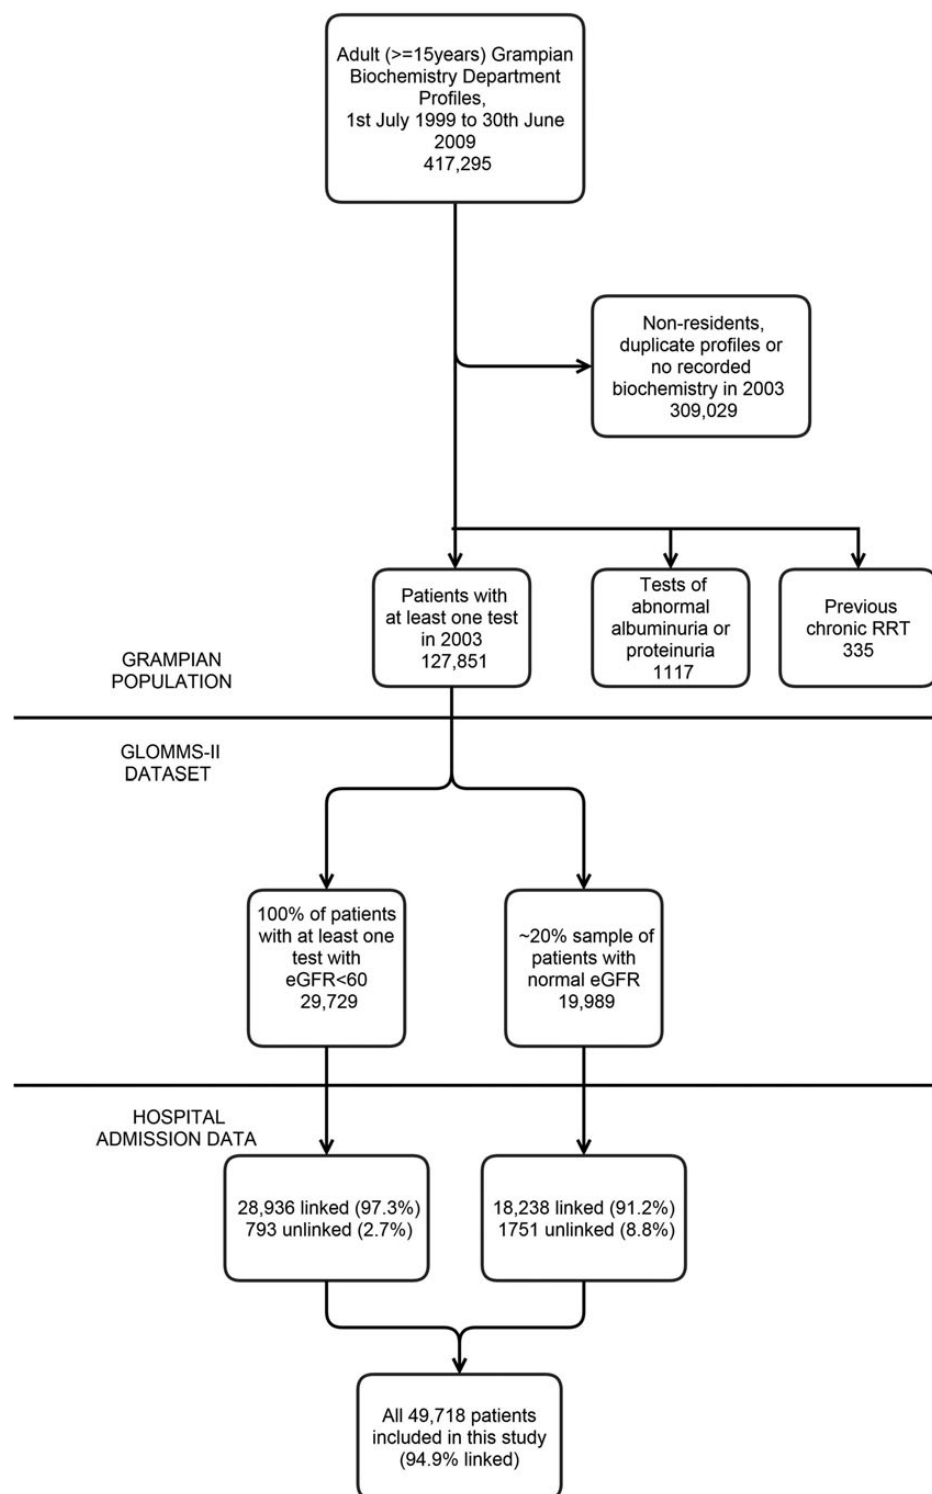 Adult (>=15years) Grampian
Biochemistry Department
Profiles,
1st July 1999 to 30th June
2009
417,295
Non-residents,
duplicate profiles or
no recorded
biochemistry in 2003
309,029
Patients with
at least one test
in 2003
127,851
Tests of
abnormal
albuminuria or
proteinuria
1117
Previous
chronic RRT
335
GRAMPIAN
POPULATION
GLOMMS-II
DATASET
100% of patients
with at least one
test with
eGFR<60
29,729
~20% sample of
patients with
normal eGFR
19,989
HOSPITAL
ADMISSION DATA
28,936 linked (97.3%)
793 unlinked (2.7%)
18,238 linked (91.2%)
1751 unlinked (8.8%)
All 49,718 patients
included in this study
(94.9% linked)